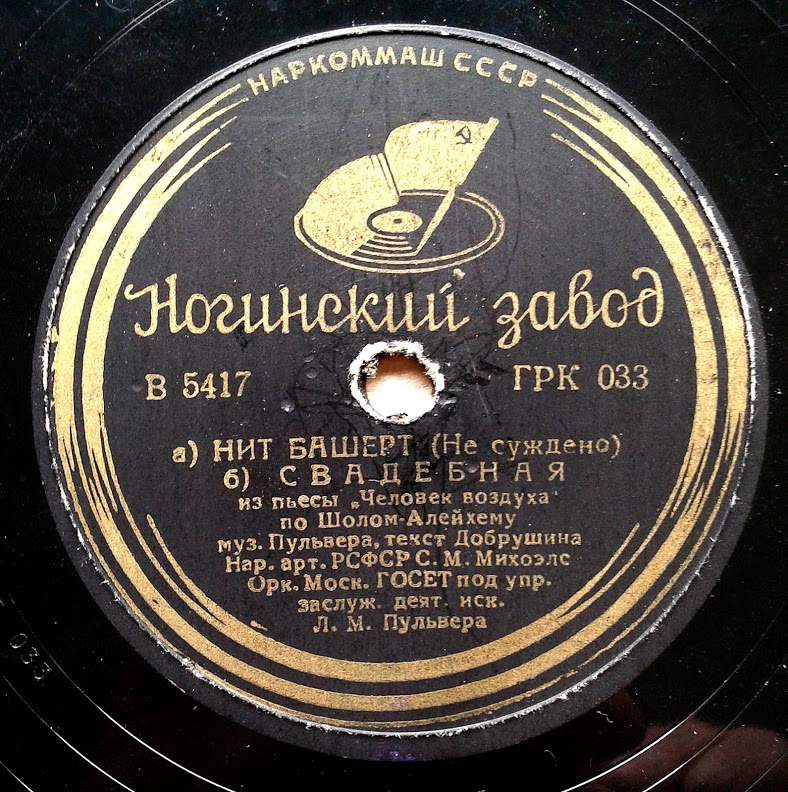 НАРКОММАШ СССР
Ногинский завод
В 5417
ГРК 033
а) НИТ БАШЕРТ (Не суждено)
б) СВАДЕБНАЯ
из пьесы „Человек воздуха“
по Шолом-Алейхему
муз. Пульвера, текст Добрушина
Нар. арт. РСФСР С. М. Михоэлс
Орк. Моск. ГОСЕТ под упр.
заслуж. деят. иск.
Л. М. Пульвера
033